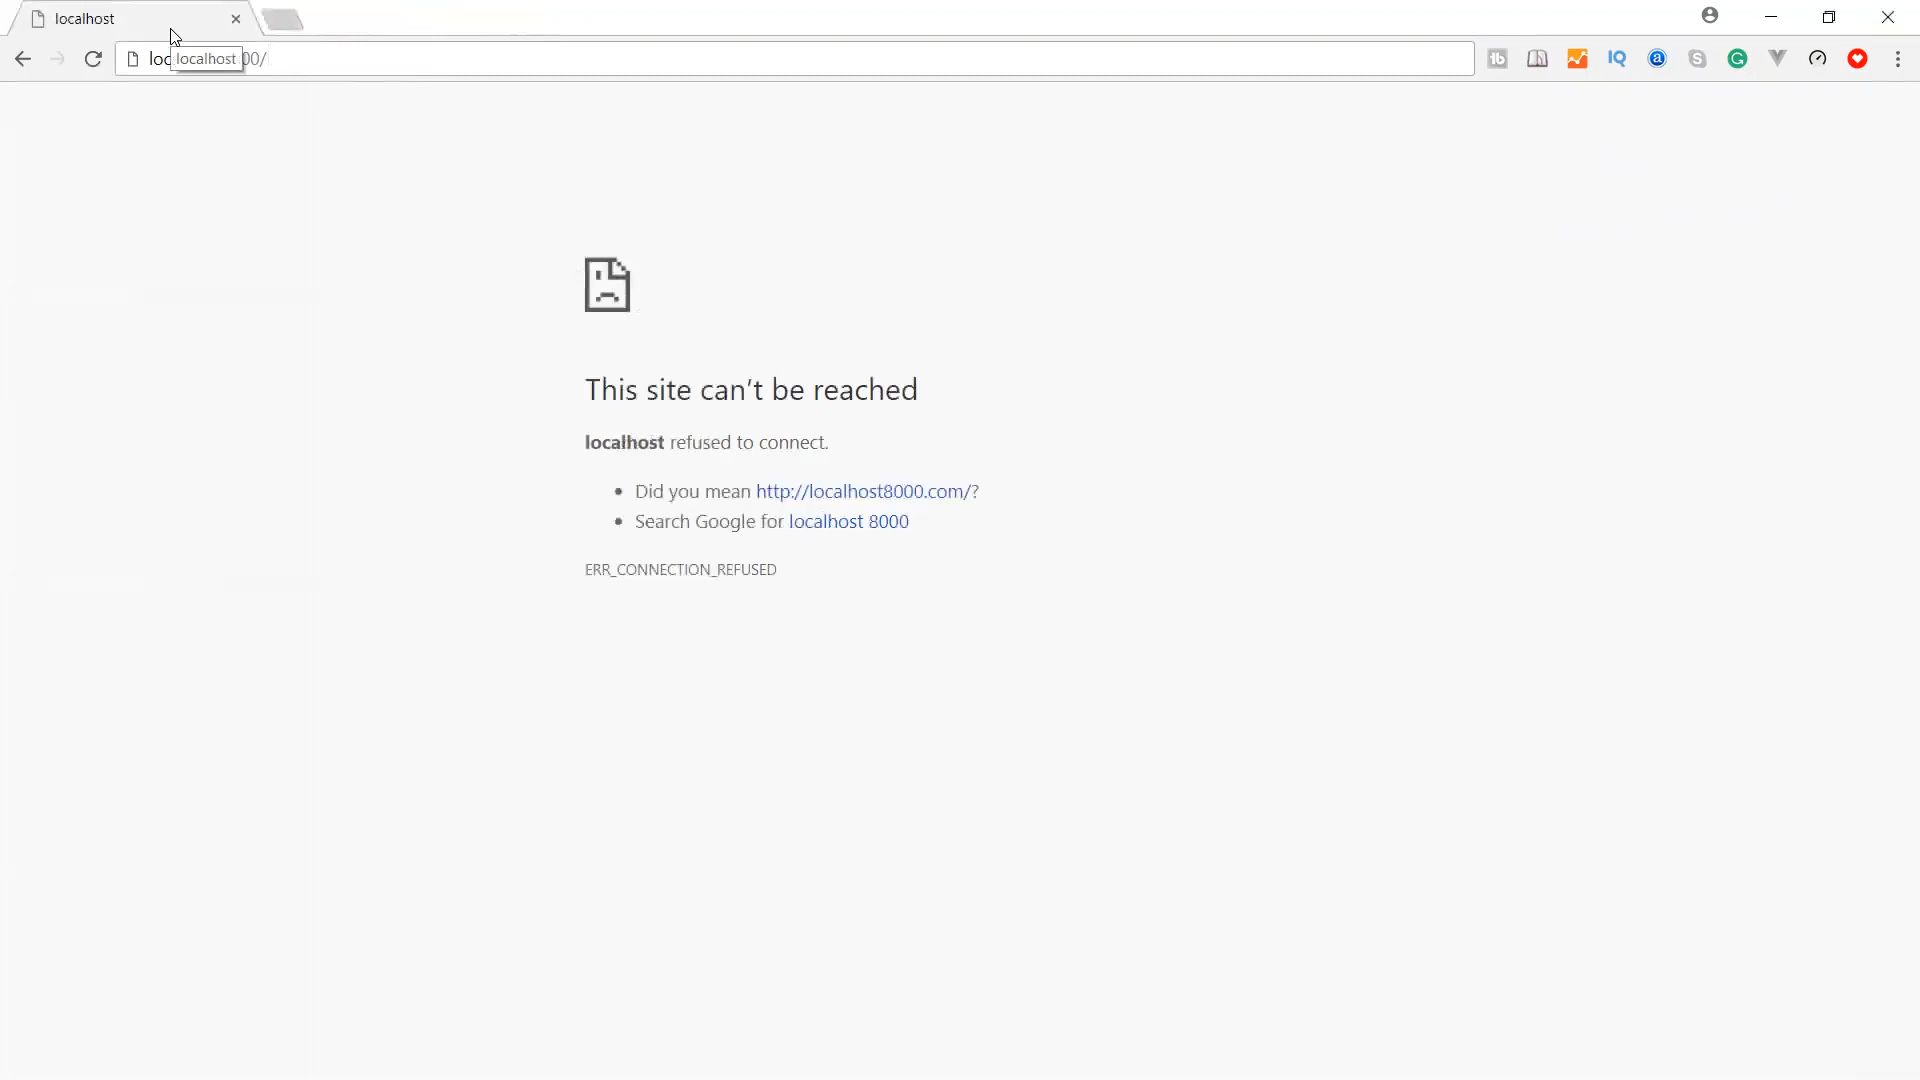 localhost
loc
localhost
00/
This site can’t be reached
localhost refused to connect.
Did you mean http://localhost8000.com/?
Search Google for localhost 8000
ERR_CONNECTION_REFUSED
IQ